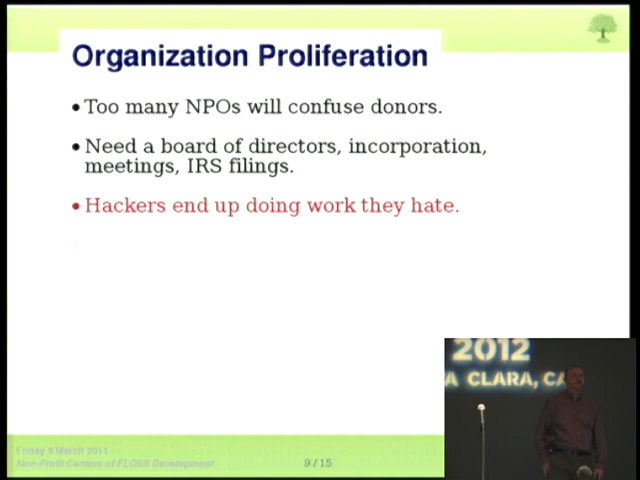 Organization Proliferation
• Too many NPOs will confuse donors.
• Need a board of directors, incorporation,
meetings, IRS filings.
• Hackers end up doing work they hate.
2012
A CLARA, CA
Friday 9 March 2011
Non-Profit Centers of FLOSS Development
9 / 15